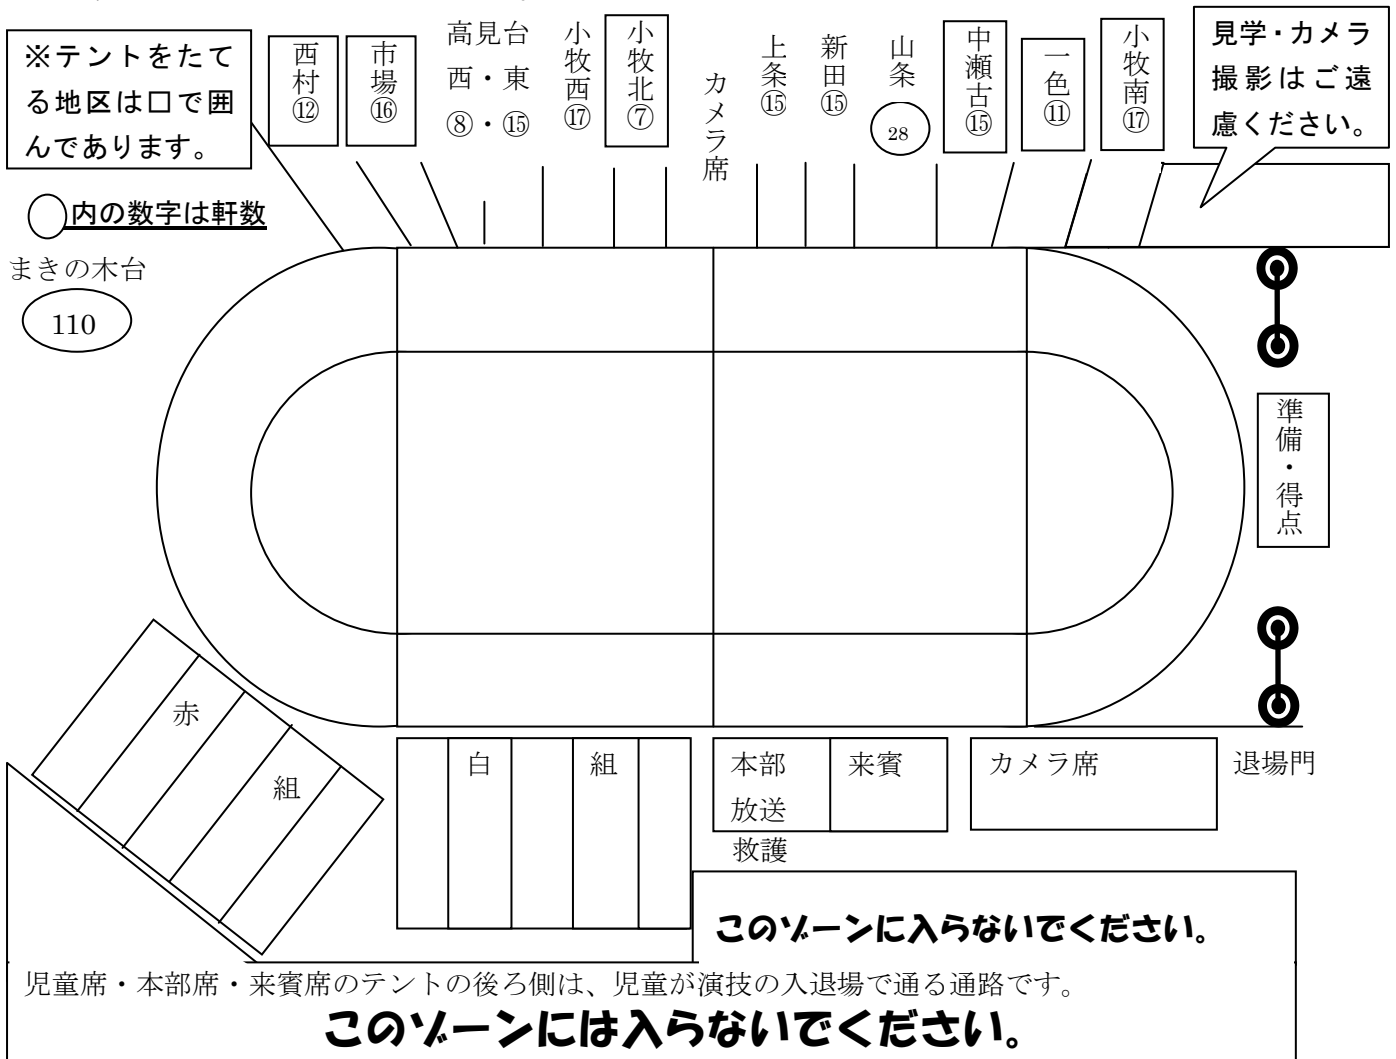 ※テントをたて
る地区は□で囲
んであります。
西村⑫
市場⑯
高見台
西・東
⑧・⑮
小牧西⑰
小牧北⑦
カメラ席
上条⑮
新田⑮
山条
28
中瀬古⑮
一色⑪
小牧南⑰
見学・カメラ
撮影はご遠
慮ください。
◯内の数字は軒数
まきの木台
110
準備・得点
赤
組
白
組
本部
放送
救護
来賓
カメラ席
退場門
このゾーンに入らないでください。
児童席・本部席・来賓席のテントの後ろ側は、児童が演技の入退場で通る通路です。
このゾーンには入らないでください。